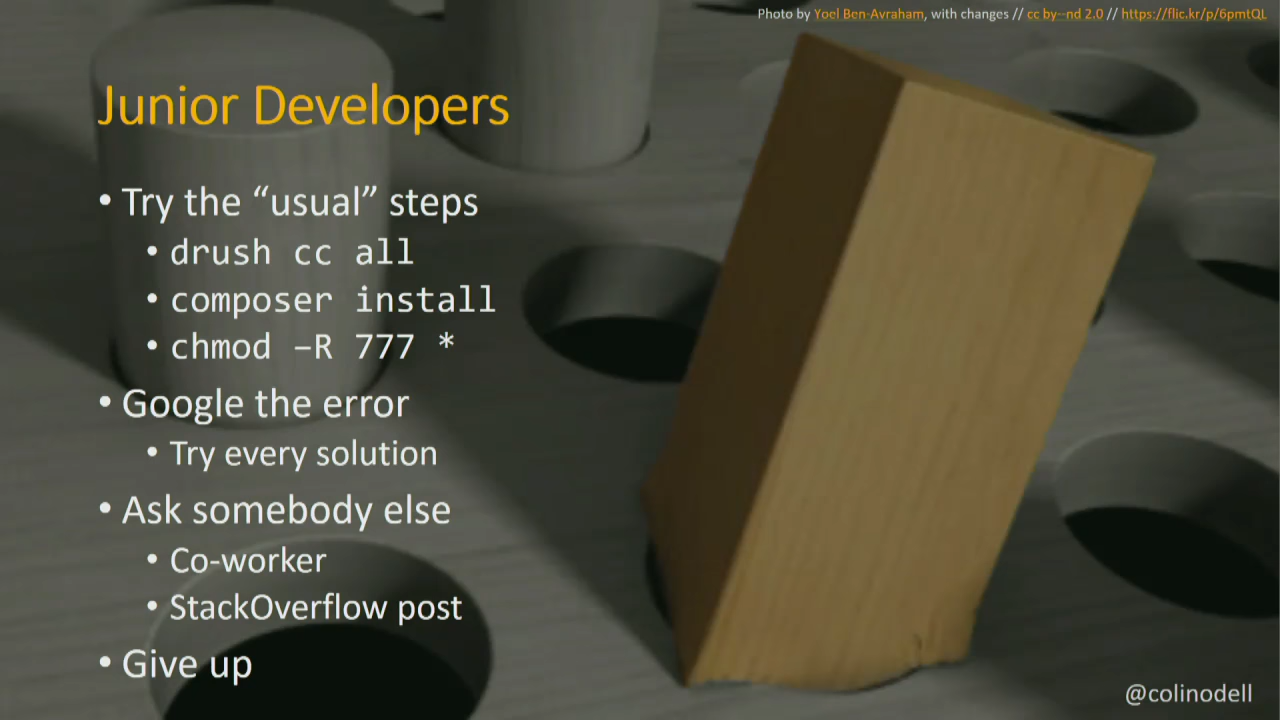 Photo by Yoel Ben-Avraham, with changes // cc by--nd 2.0 // https://flic.kr/p/6pmtQL
Junior Developers
• Try the “usual” steps
• drush cc all
• composer install
• chmod –R 777 *
• Google the error
• Try every solution
• Ask somebody else
• Co-worker
• StackOverflow post
• Give up
@colinodell